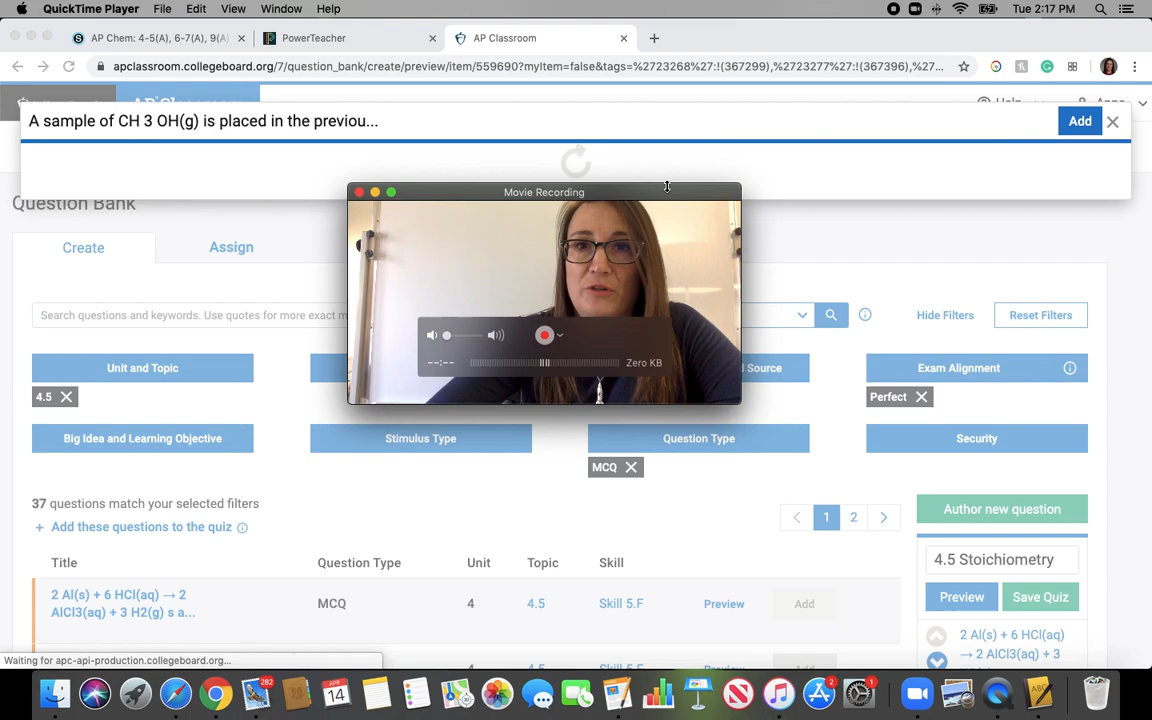 QuickTime Player File Edit View Window Help Tue 2:17 PM
AP Chem: 4-5(A), 6-7(A), 9(A) PowerTeacher AP Classroom
apclassroom.collegeboard.org/7/question_bank/create/preview/item/559690?myItem=false&tags=%2723268%27:!(367299),%2723277%27:!(367396),%27...
A sample of CH 3 OH(g) is placed in the previou... Add
Movie Recording
Question Bank
Create Assign
Search questions and keywords. Use quotes for more exact m
Hide Filters Reset Filters
Unit and Topic d Source Exam Alignment
4.5 Perfect
--:-- Zero KB
Big Idea and Learning Objective Stimulus Type Question Type Security
MCQ
37 questions match your selected filters
+ Add these questions to the quiz
1 2
Author new question
Title Question Type Unit Topic Skill
4.5 Stoichiometry
2 Al(s) + 6 HCl(aq) → 2
AlCl3(aq) + 3 H2(g) s a...
MCQ 4 4.5 Skill 5.F Preview Add
Preview Save Quiz
2 Al(s) + 6 HCl(aq)
→ 2 AlCl3(aq) + 3
Waiting for apc-api-production.collegeboard.org...
282
APR
14
2
1
ABC